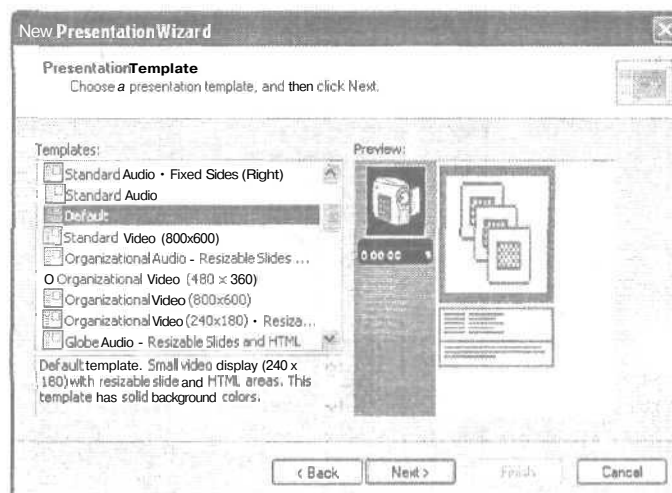 New Presentation Wizard
Presentation Template
Choose a presentation template, and then click Next.
Templates:
Preview:
Standard Audio • Fixed Sides (Right)
Standard Audio
Default
Standard Video (800x600)
Organizational Audio - Resizable Slides ...
O Organizational Video (480 x 360)
Organizational Video (800x600)
Organizational Video (240x180) • Resiza...
Globe Audio - Resizable Slides and HTML
0 00 00
Default template. Small video display (240 x
180) with resizable slide and HTML areas. This
template has solid background colors.
< Back
Next >
Finish
Cancel